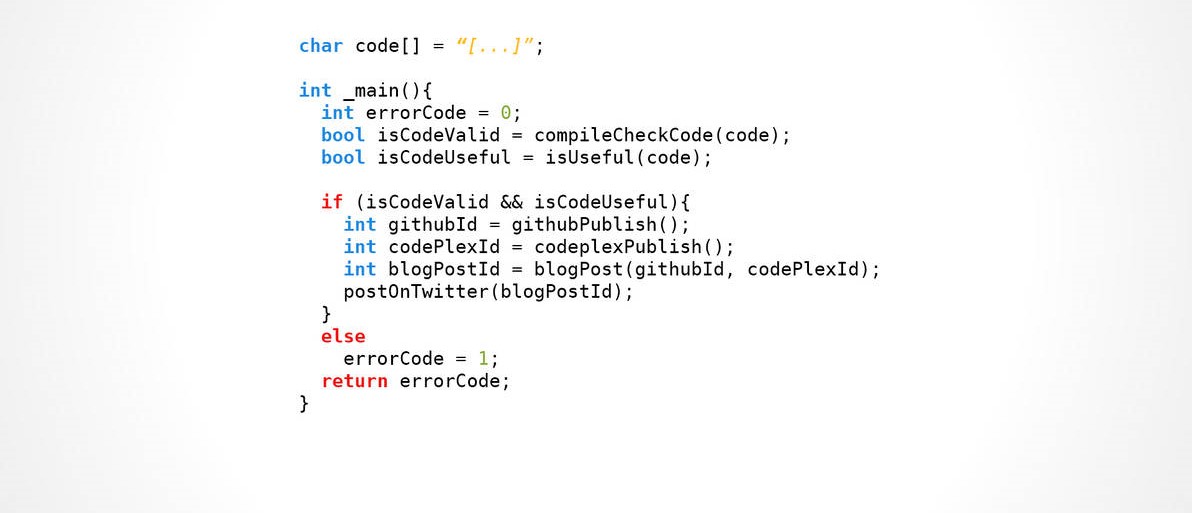 char code[] = “[...]”;

int _main(){
  int errorCode = 0;
  bool isCodeValid = compileCheckCode(code);
  bool isCodeUseful = isUseful(code);

  if (isCodeValid && isCodeUseful){
    int githubId = githubPublish();
    int codePlexId = codeplexPublish();
    int blogPostId = blogPost(githubId, codePlexId);
    postOnTwitter(blogPostId);
  }
  else
    errorCode = 1;
  return errorCode;
}